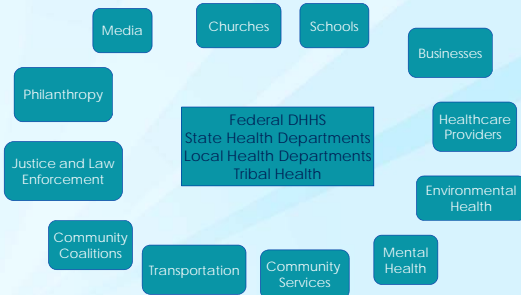 Media
Churches
Schools
Businesses
Philanthropy
Federal DHHS
State Health Departments
Local Health Departments
Tribal Health
Healthcare
Providers
Justice and Law
Enforcement
Environmental
Health
Community
Coalitions
Transportation
Community
Services
Mental
Health